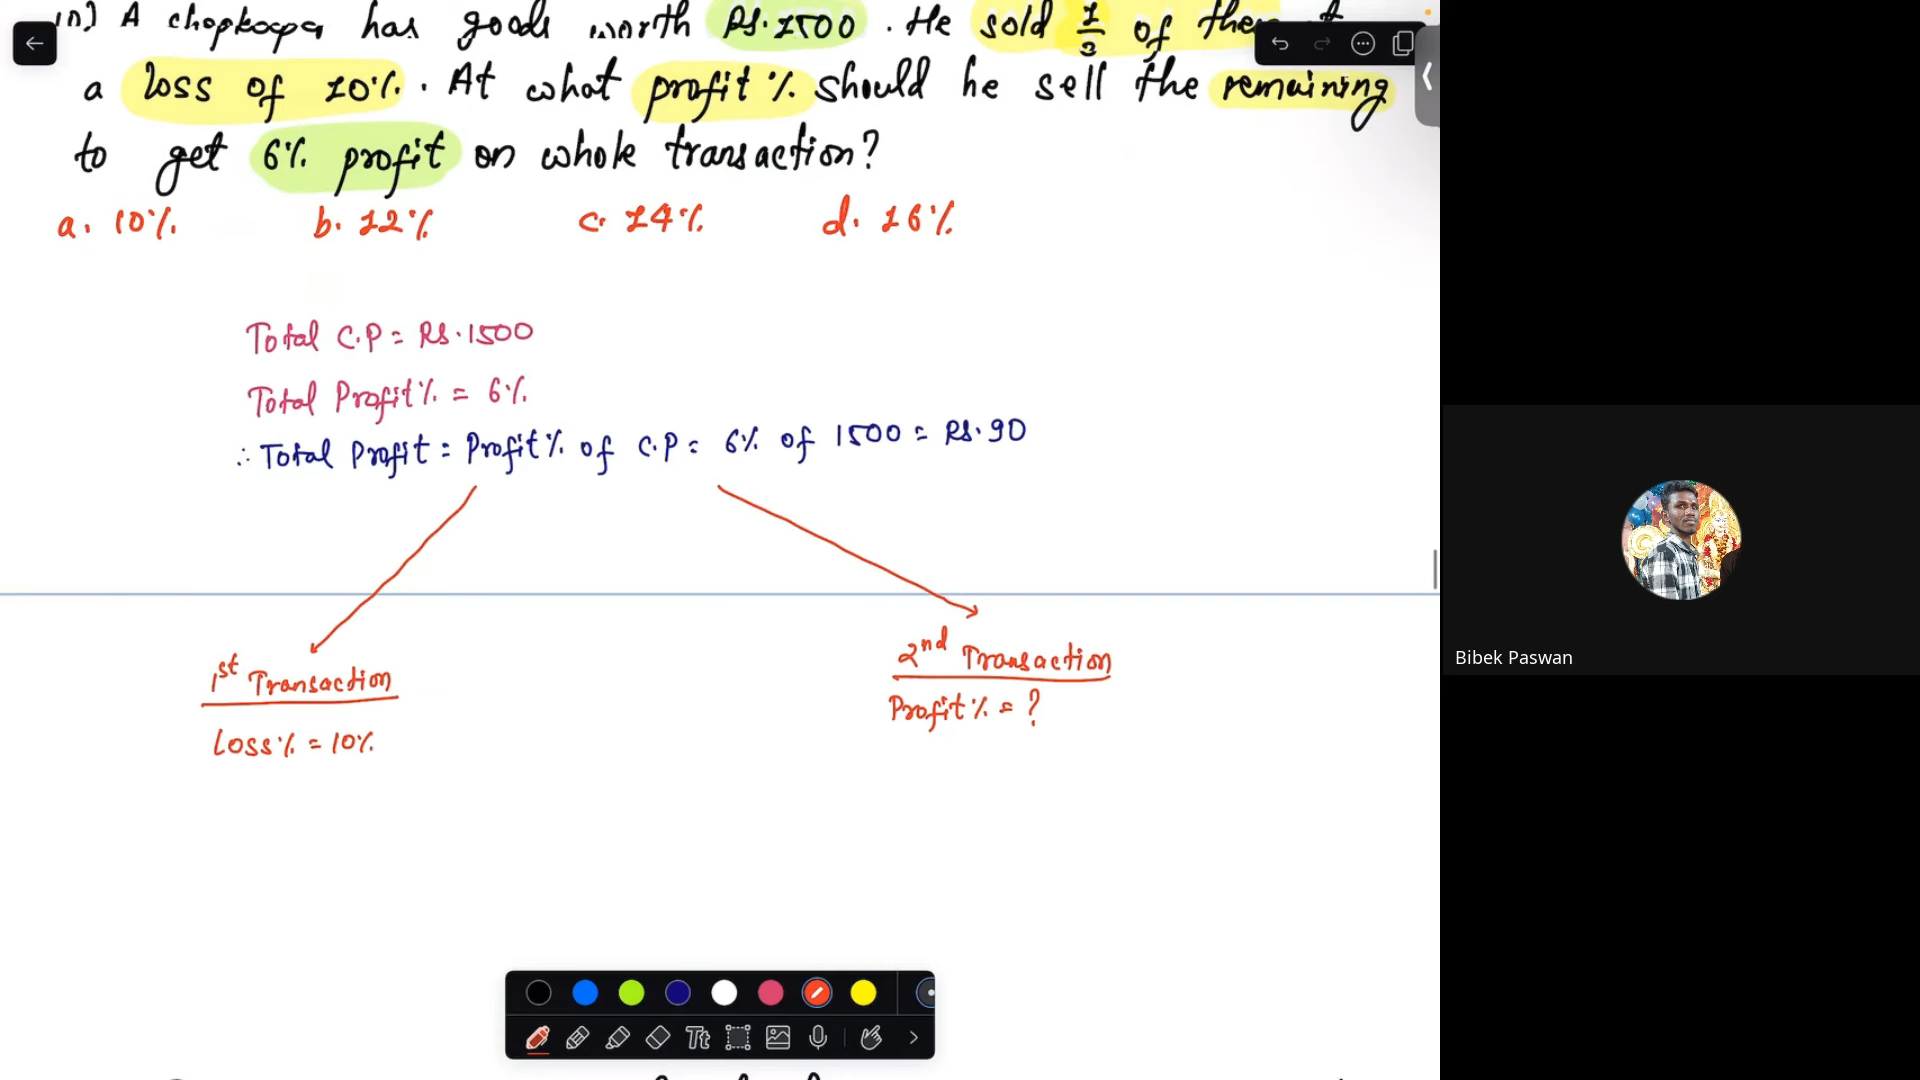 A shopkeeper has goods worth Rs. 1500. He sold 1/3 of them at
a loss of 10%. At what profit % should he sell the remaining
to get 6% profit on whole transaction?
a. 10% b. 12% c. 14% d. 16%
Total C.P = Rs. 1500
Total Profit% = 6%
∴ Total Profit = Profit% of C.P = 6% of 1500 = Rs. 90
1st Transaction
Loss% = 10%
2nd Transaction
Profit% = ?
Tt
Bibek Paswan